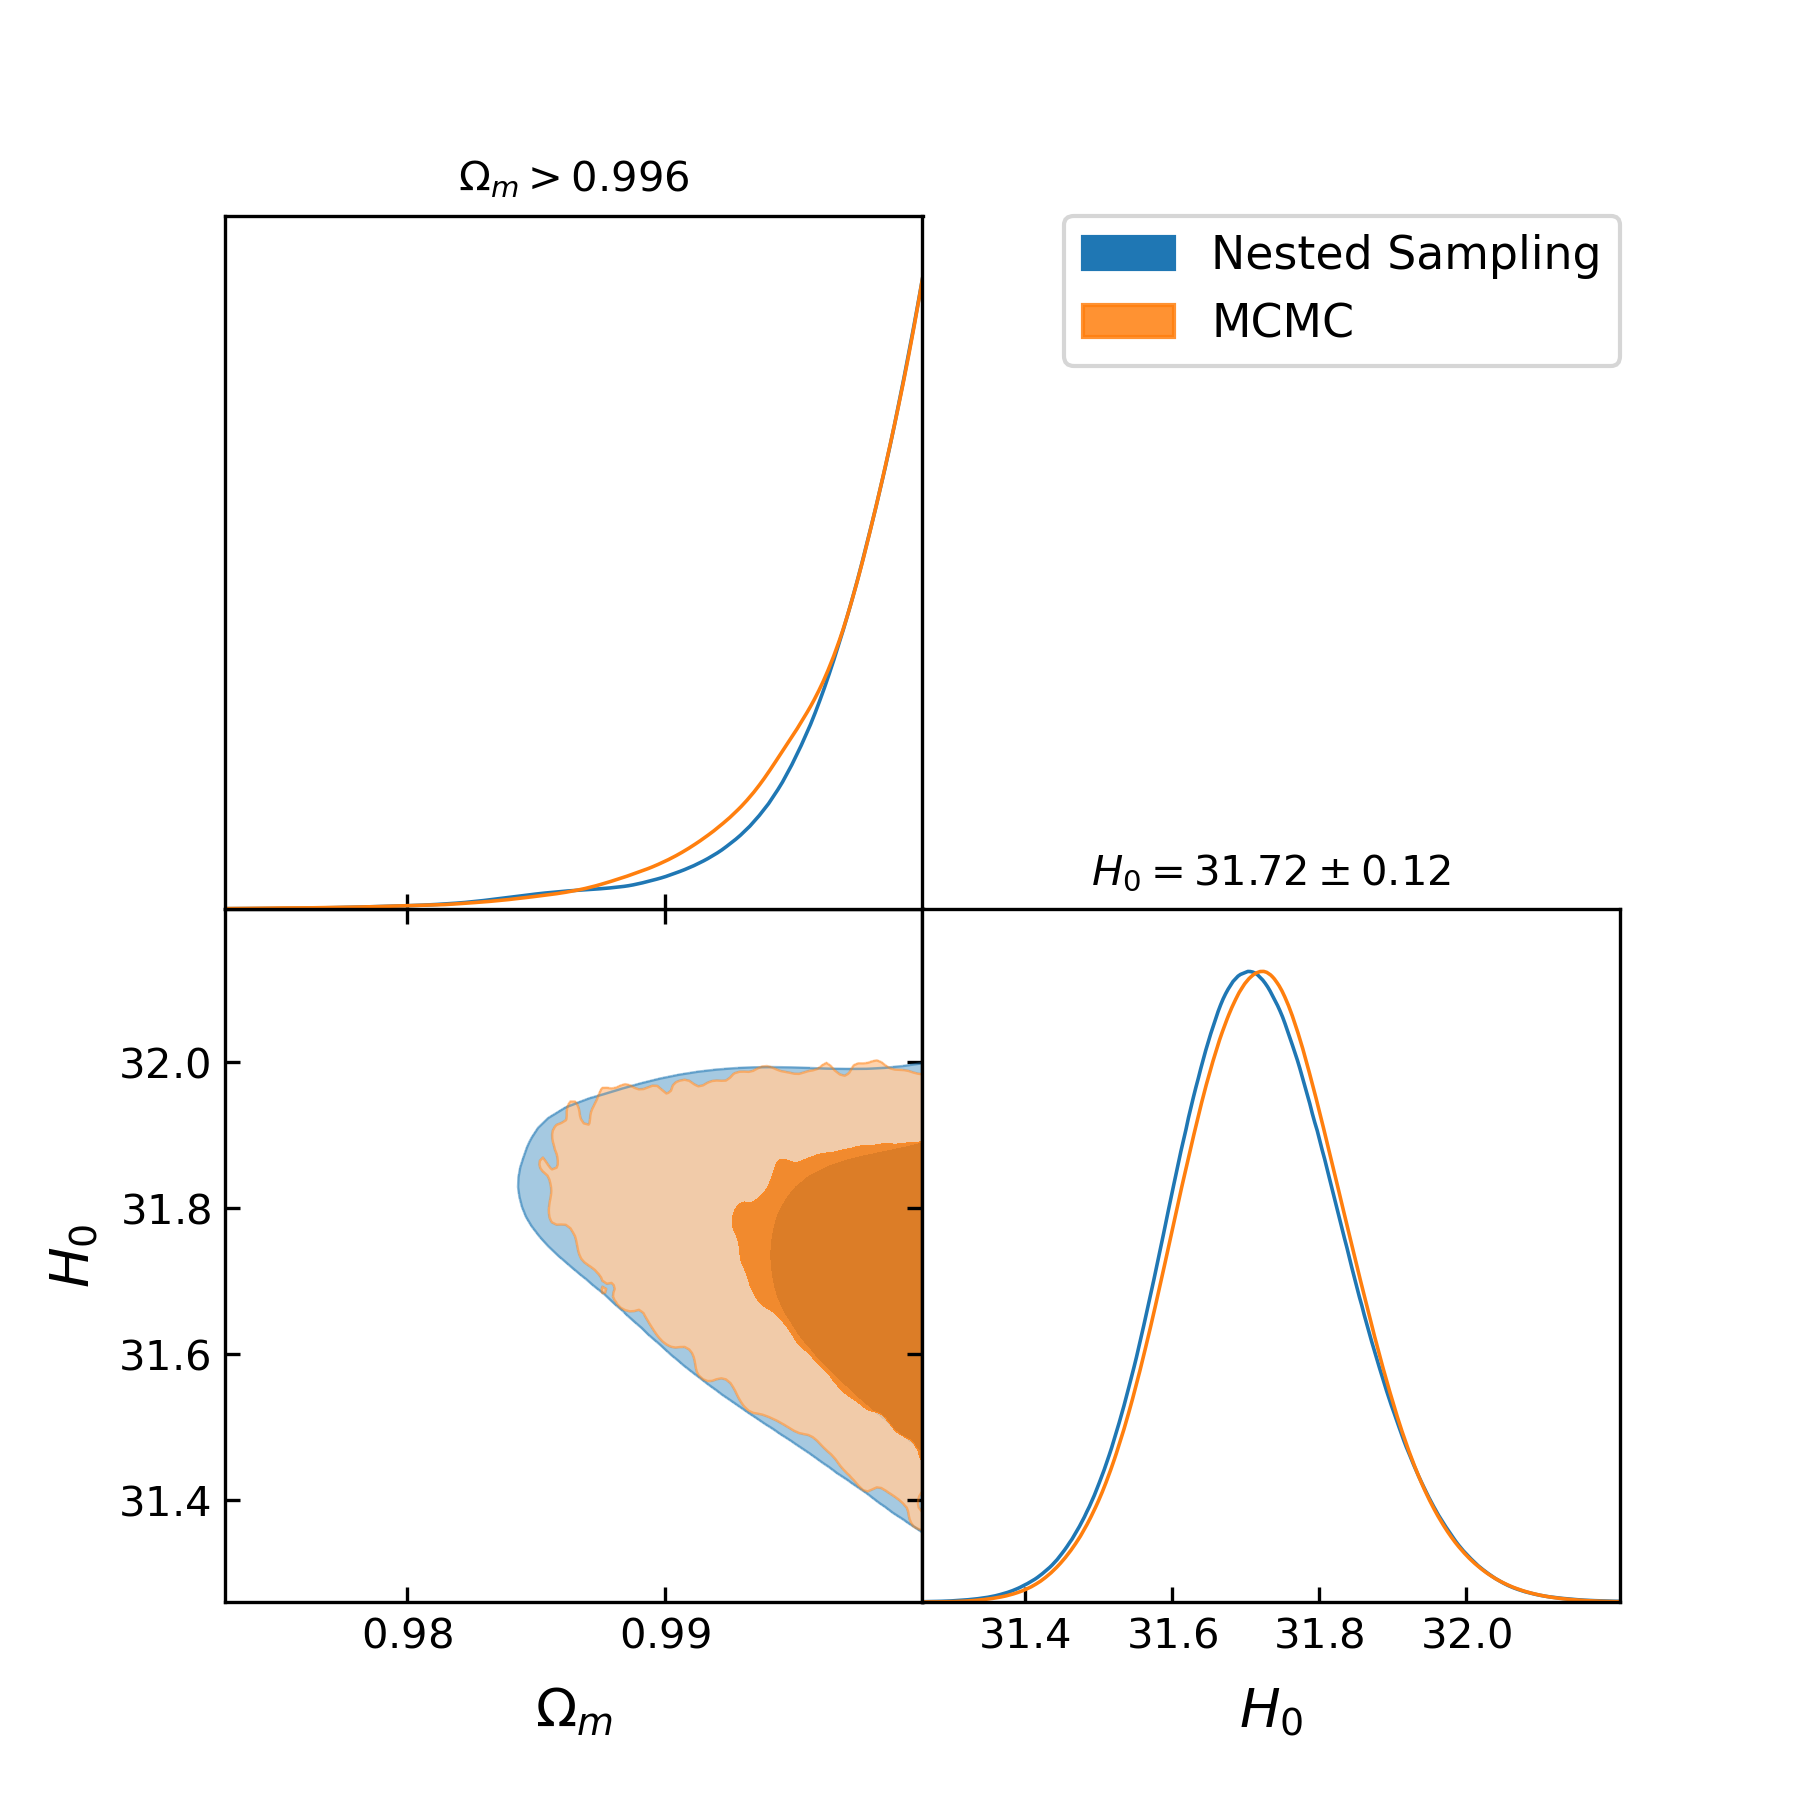 Ωₘ > 0.996
Nested Sampling
MCMC
H₀ = 31.72 ± 0.12
32.0
31.8
31.6
31.4
H₀
0.98 0.99
31.4 31.6 31.8 32.0
Ωₘ
H₀